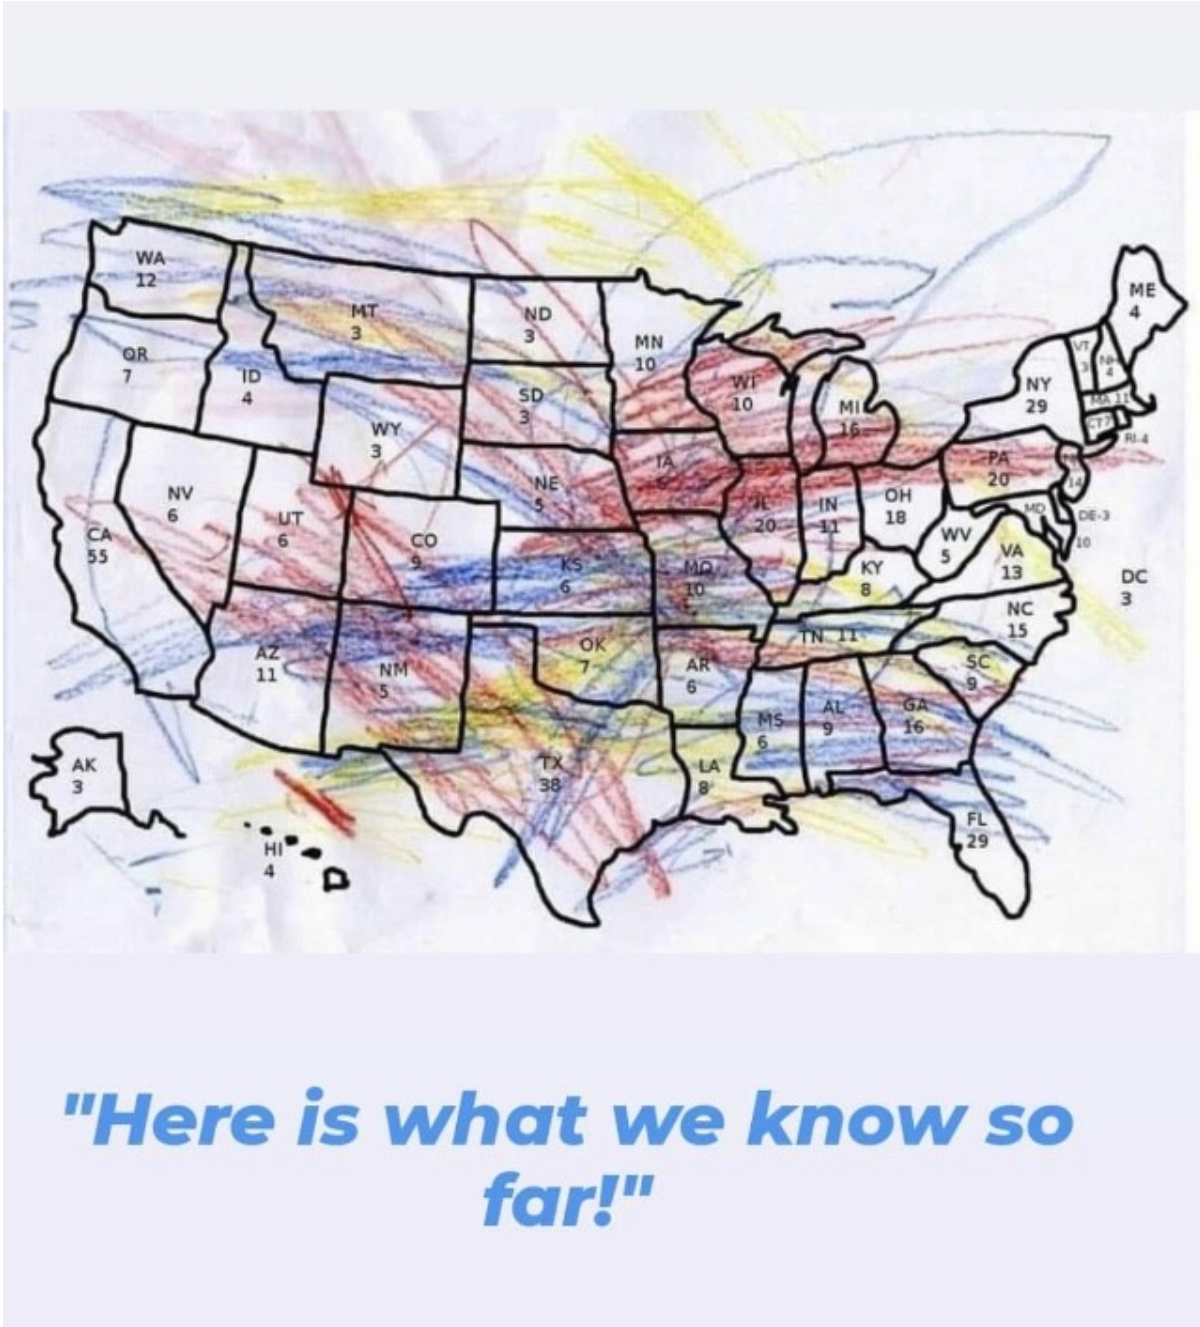 WA
12
MT
3
ND
3
MN
10
ME
4
OR
7
ID
4
WY
3
SD
3
WI
10
MI
16
NY
29
VT
3
NH
4
MA 11
CT 7
RI-4
NV
6
UT
6
CA
55
CO
9
NE
5
IA
6
IL
20
IN
11
OH
18
PA
20
14
MD
DE-3
10
WV
5
VA
13
DC
3
KS
6
MO
10
KY
8
NC
15
AZ
11
NM
5
OK
7
AR
6
TN 11
SC
9
MS
6
AL
9
GA
16
TX
38
LA
8
FL
29
AK
3
HI
4
"Here is what we know so
far!"